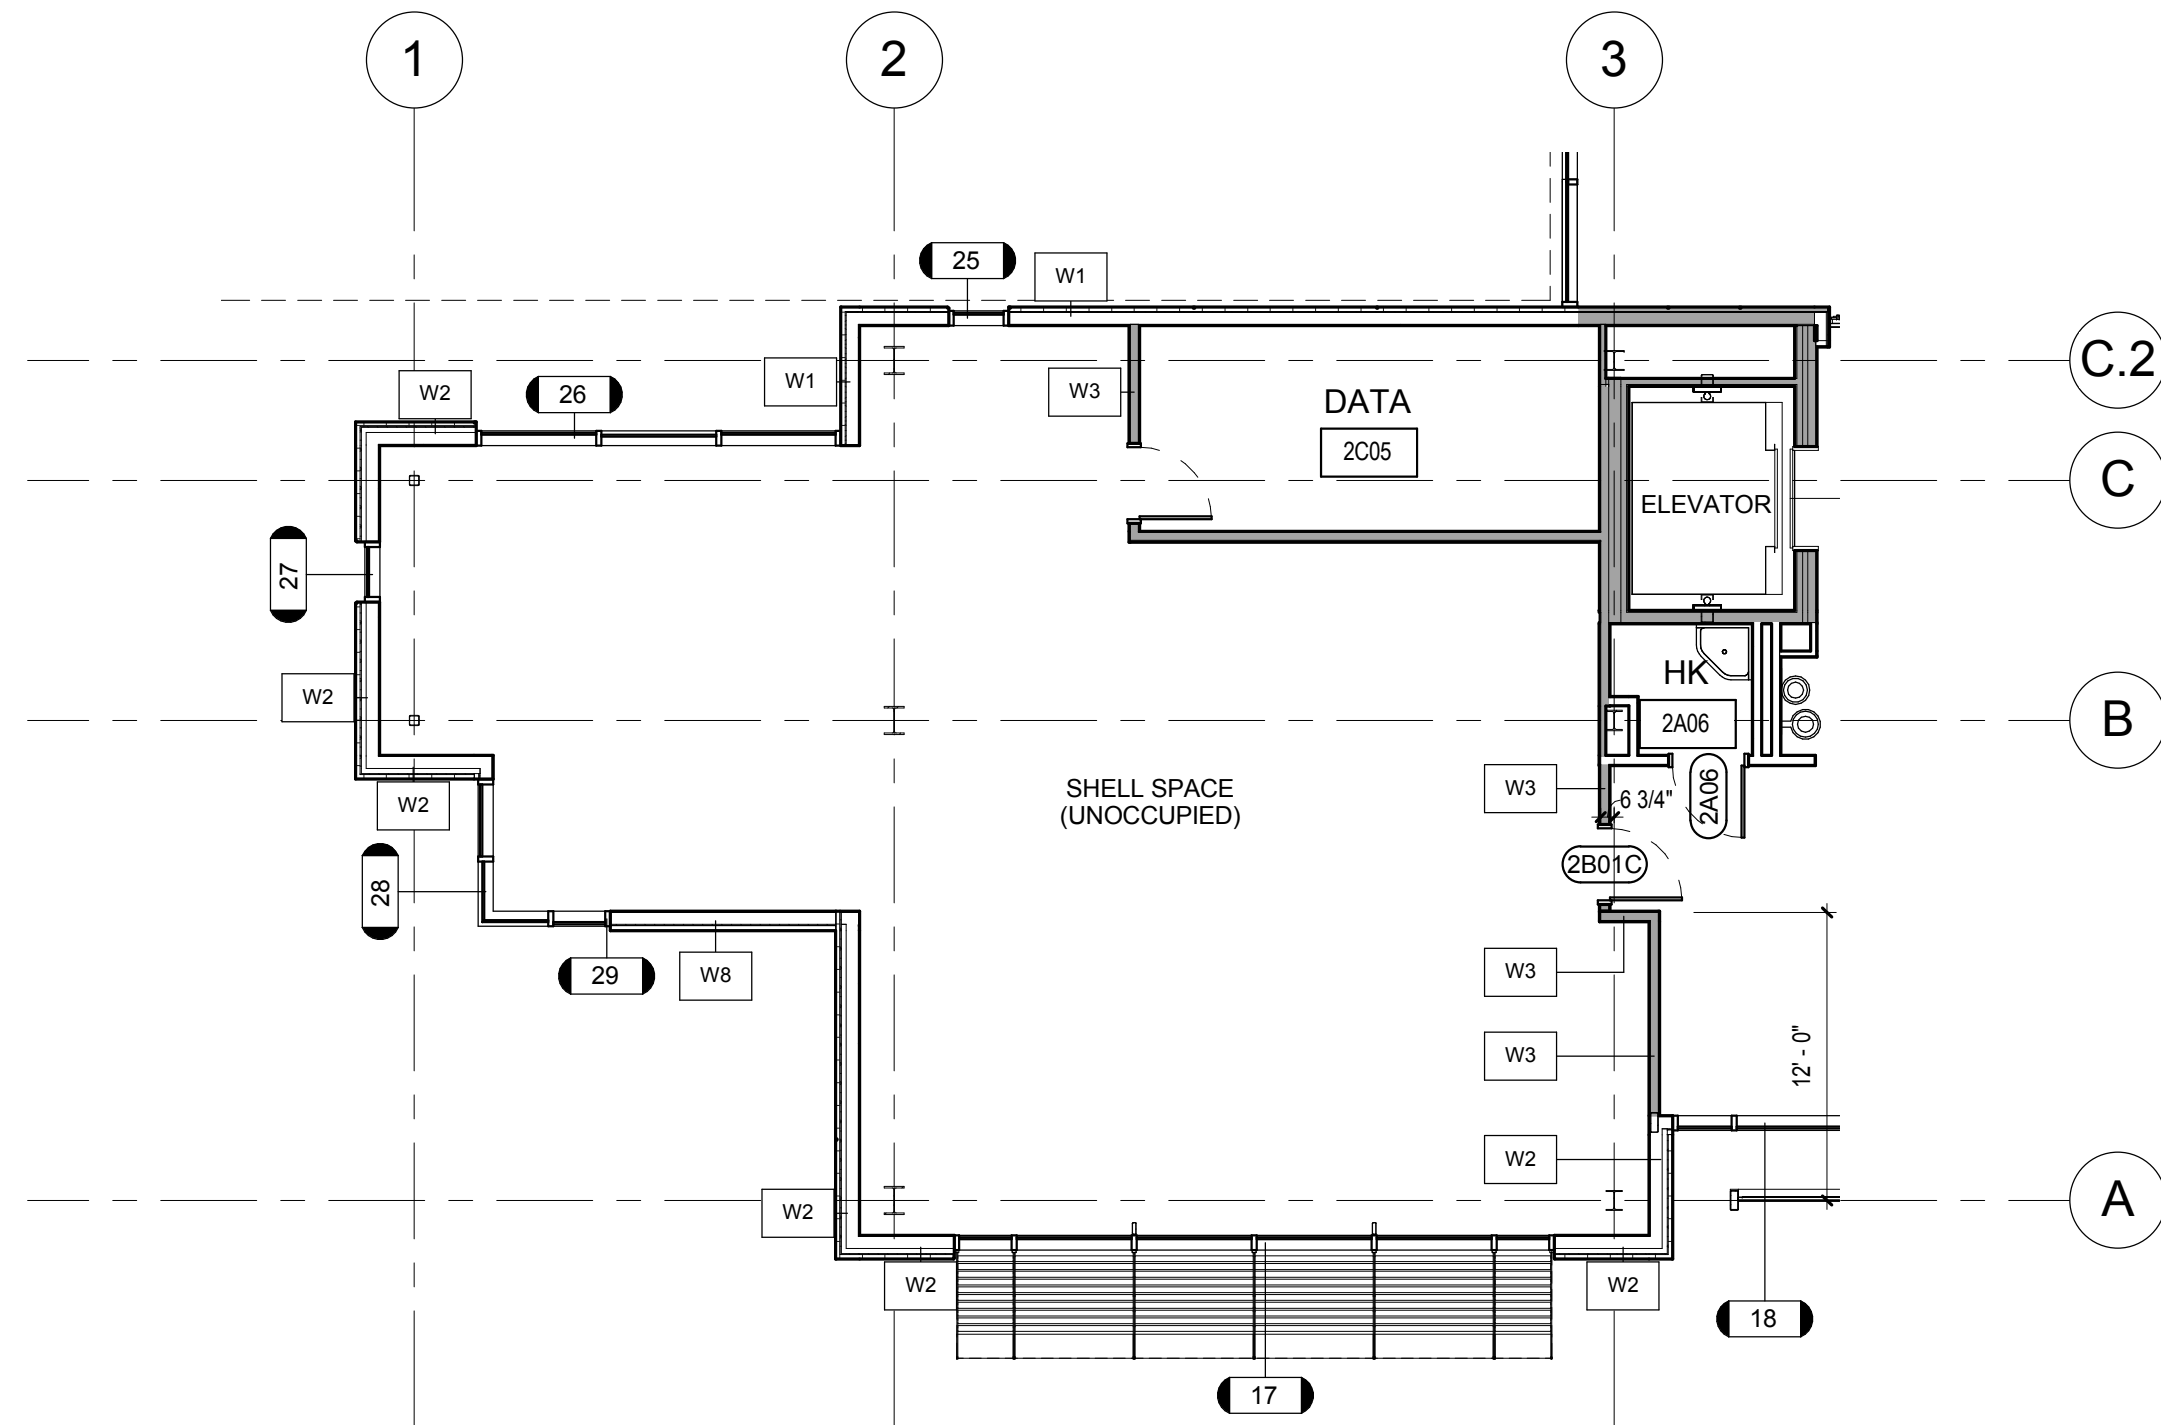 1
2
3
25
W1
C.2
W2
26
W1
W3
DATA
2C05
C
ELEVATOR
27
W2
HK
2A06
B
W2
SHELL SPACE
(UNOCCUPIED)
W3
6 3/4"
2A06
2B01C
28
29
W8
W3
W3
12' - 0"
W2
W2
A
W2
W2
18
17